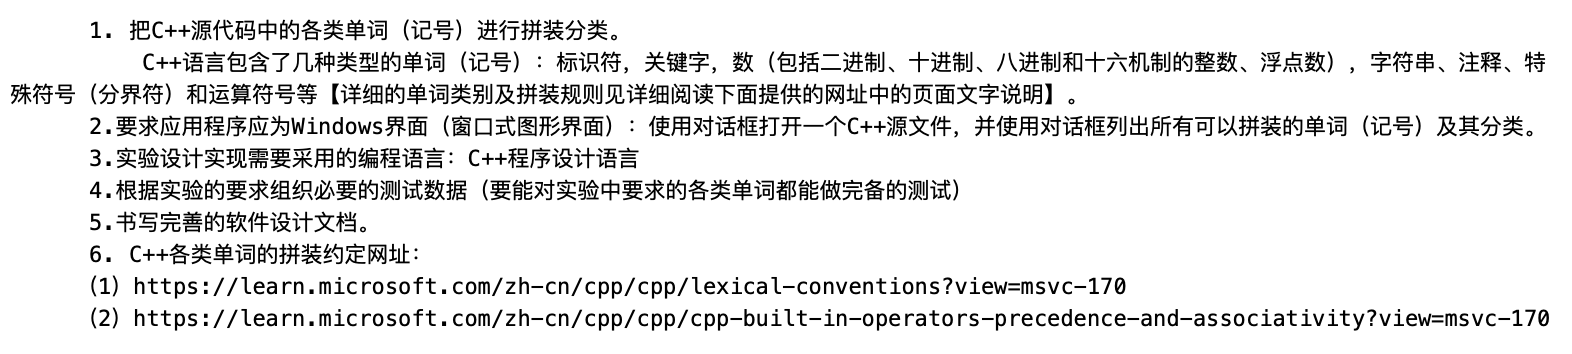 1. 把C++源代码中的各类单词（记号）进行拼装分类。
C++语言包含了几种类型的单词（记号）：标识符，关键字，数（包括二进制、十进制、八进制和十六机制的整数、浮点数），字符串、注释、特
殊符号（分界符）和运算符号等【详细的单词类别及拼装规则见详细阅读下面提供的网址中的页面文字说明】。
2.要求应用程序应为Windows界面（窗口式图形界面）：使用对话框打开一个C++源文件，并使用对话框列出所有可以拼装的单词（记号）及其分类。
3.实验设计实现需要采用的编程语言：C++程序设计语言
4.根据实验的要求组织必要的测试数据（要能对实验中要求的各类单词都能做完备的测试）
5.书写完善的软件设计文档。
6. C++各类单词的拼装约定网址：
（1）https://learn.microsoft.com/zh-cn/cpp/cpp/lexical-conventions?view=msvc-170
（2）https://learn.microsoft.com/zh-cn/cpp/cpp/cpp-built-in-operators-precedence-and-associativity?view=msvc-170